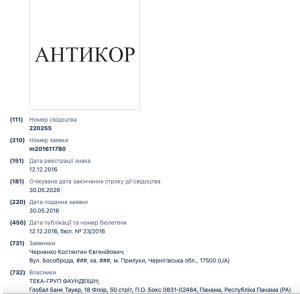 АНТИКОР
(111) Номер свідоцтва
220255
(210) Номер заявки
m201611780
(151) Дата реєстрації знака
12.12.2016
(181) Очікувана дата закінчення строку дії свідоцтва
30.05.2026
(220) Дата подання заявки
30.05.2016
(450) Дата публікації та номер бюлетеня
12.12.2016, бюл. № 23/2016
(731) Заявники
Черненко Костянтин Євгенійович;
Вул. Бособрода, ###, кв. ###, м. Прилуки, Чернігівська обл., 17500 (UA)
(732) Власники
ТЕКА-ГРУП ФАУНДЕІШН;
Глобал Банк Тауер, 18 Флор, 50 стріт, П.О. Бокс 0831-02484, Панама, Республіка Панама (PA)